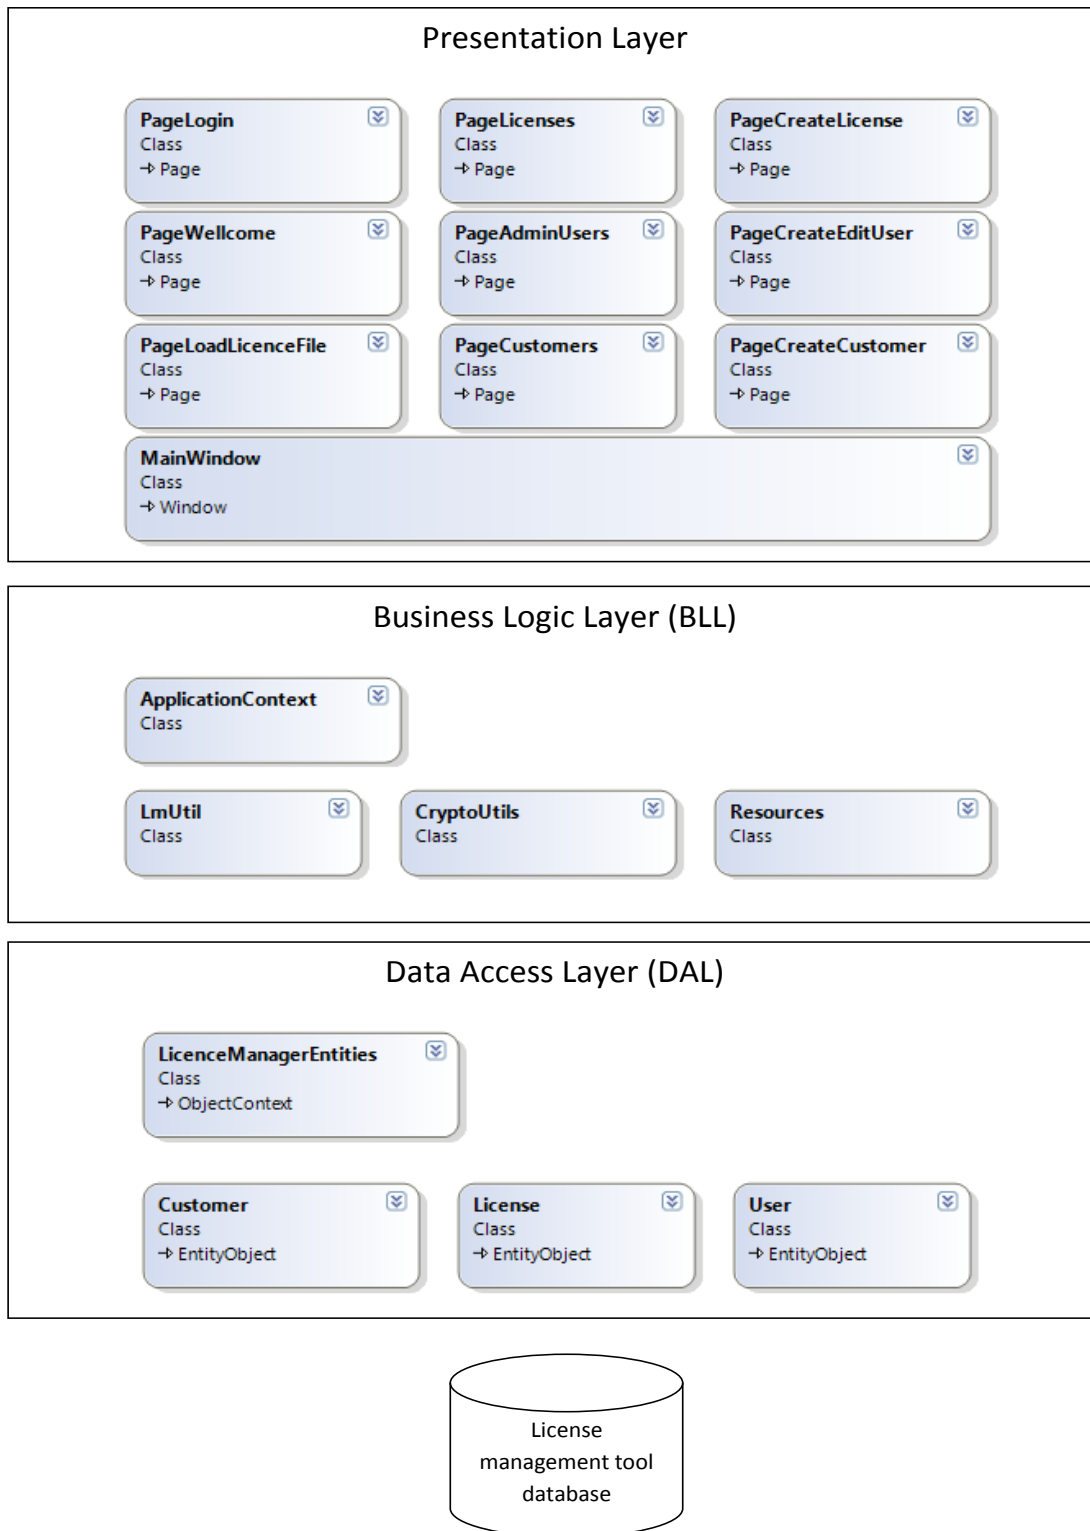 Presentation Layer
PageLogin
Class
Page
PageLicenses
Class
Page
PageCreateLicense
Class
Page
PageWellcome
Class
Page
PageAdminUsers
Class
Page
PageCreateEditUser
Class
Page
PageLoadLicenceFile
Class
Page
PageCustomers
Class
Page
PageCreateCustomer
Class
Page
MainWindow
Class
Window
Business Logic Layer (BLL)
ApplicationContext
Class
LmUtil
Class
CryptoUtils
Class
Resources
Class
Data Access Layer (DAL)
LicenceManagerEntities
Class
ObjectContext
Customer
Class
EntityObject
License
Class
EntityObject
User
Class
EntityObject
License
management tool
database